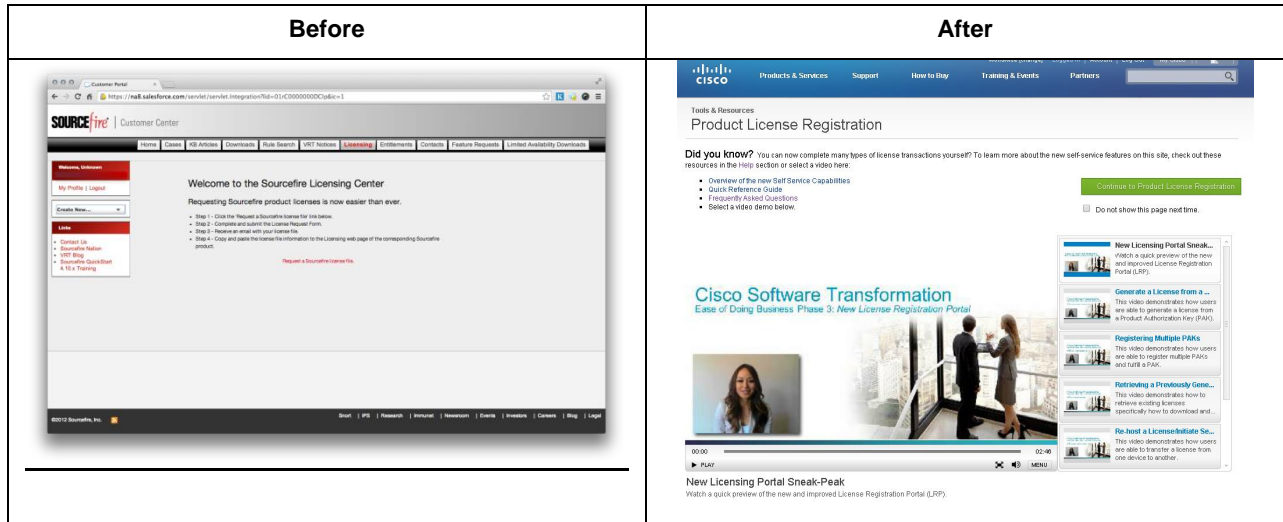 Before
After
Customer Portal
https://na8.salesforce.com/servlet/servlet.Integration?lid=01rC0000000DClp&ic=1
SOURCEfire | Customer Center
Home Cases KB Articles Downloads Rule Search VRT Notices Licensing Entitlements Contacts Feature Requests Limited Availability Downloads
Welcome, Unknown
My Profile | Logout
Create New...
Links
Contact Us
Sourcefire Nation
VRT Blog
Sourcefire QuickStart
4.10.x Training
Welcome to the Sourcefire Licensing Center
Requesting Sourcefire product licenses is now easier than ever.
Step 1 - Click the 'Request a Sourcefire license file' link below.
Step 2 - Complete and submit the License Request Form.
Step 3 - Receive an email with your license file.
Step 4 - Copy and paste the license file information to the Licensing web page of the corresponding Sourcefire
product.
Request a Sourcefire license file.
©2012 Sourcefire, Inc.
Snort | IPS | Research | Immunet | Newsroom | Events | Investors | Careers | Blog | Legal
CISCO
Products & Services Support How to Buy Training & Events Partners
Tools & Resources
Product License Registration
Did you know? You can now complete many types of license transactions yourself? To learn more about the new self-service features on this site, check out these
resources in the Help section or select a video here:
Overview of the new Self Service Capabilities
Quick Reference Guide
Frequently Asked Questions
Select a video demo below.
Continue to Product License Registration
Do not show this page next time.
Cisco Software Transformation
Ease of Doing Business Phase 3: New License Registration Portal
00:00
02:46
PLAY
MENU
New Licensing Portal Sneak...
Watch a quick preview of the new
and improved License Registration
Portal (LRP).
Generate a License from a ...
This video demonstrates how users
are able to generate a license from
a Product Authorization Key (PAK).
Registering Multiple PAKs
This video demonstrates how users
are able to register multiple PAKs
and fulfill a PAK.
Retrieving a Previously Gene...
This video demonstrates how to
retrieve existing licenses
specifically how to download and...
Re-host a License/Initiate Se...
This video demonstrates how users
are able to transfer a license from
one device to another.
New Licensing Portal Sneak-Peak
Watch a quick preview of the new and improved License Registration Portal (LRP).